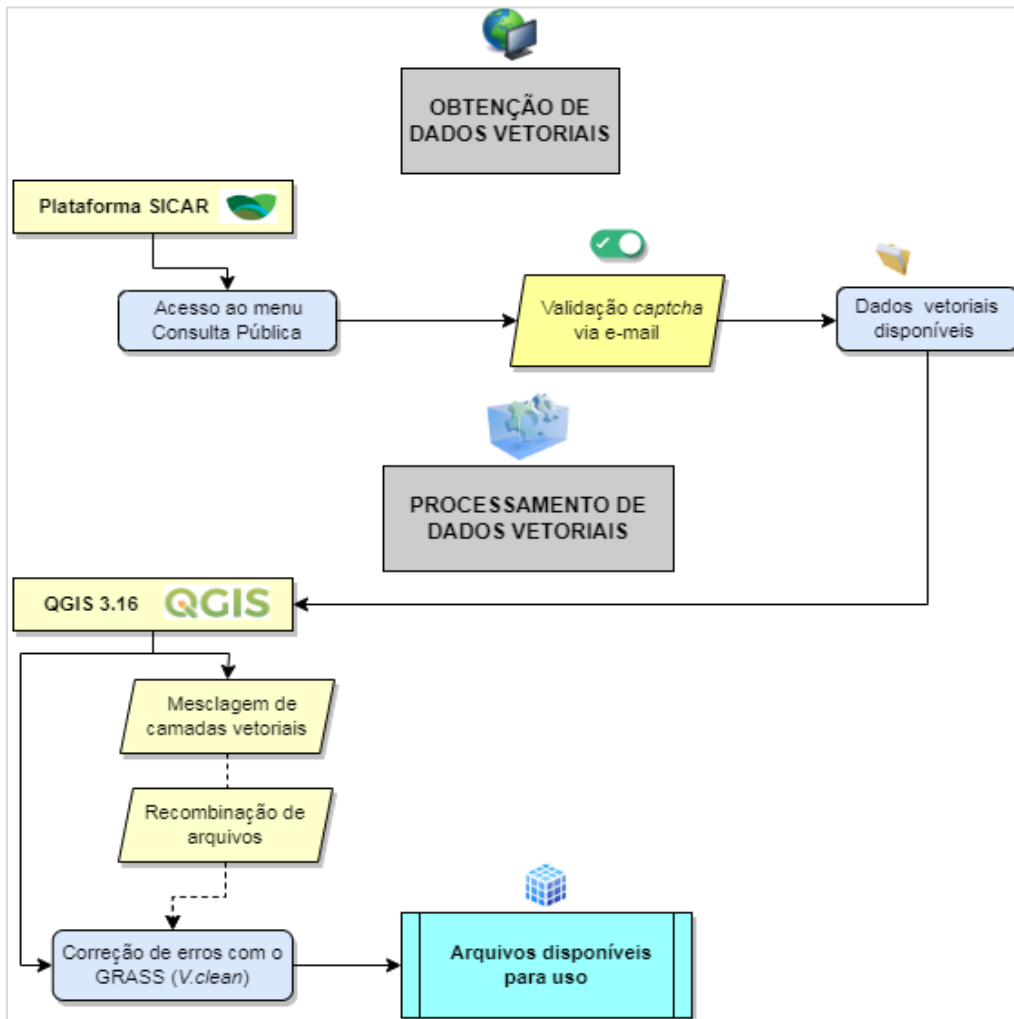 OBTENÇÃO DE
DADOS VETORIAIS
Plataforma SICAR
Acesso ao menu
Consulta Pública
Validação captcha
via e-mail
Dados vetoriais
disponíveis
PROCESSAMENTO DE
DADOS VETORIAIS
QGIS 3.16 QGIS
Mesclagem de
camadas vetoriais
Recombinação de
arquivos
Correção de erros com o
GRASS (V.clean)
Arquivos disponíveis
para uso